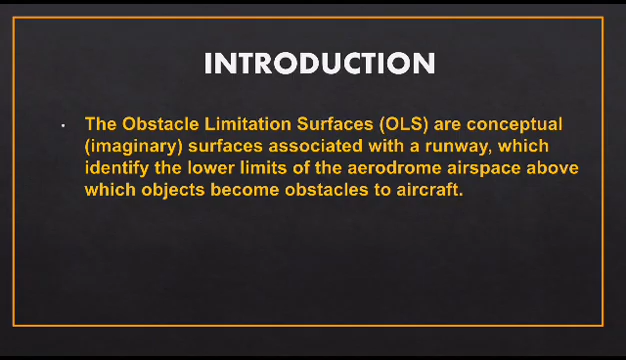 INTRODUCTION
• The Obstacle Limitation Surfaces (OLS) are conceptual
(imaginary) surfaces associated with a runway, which
identify the lower limits of the aerodrome airspace above
which objects become obstacles to aircraft.